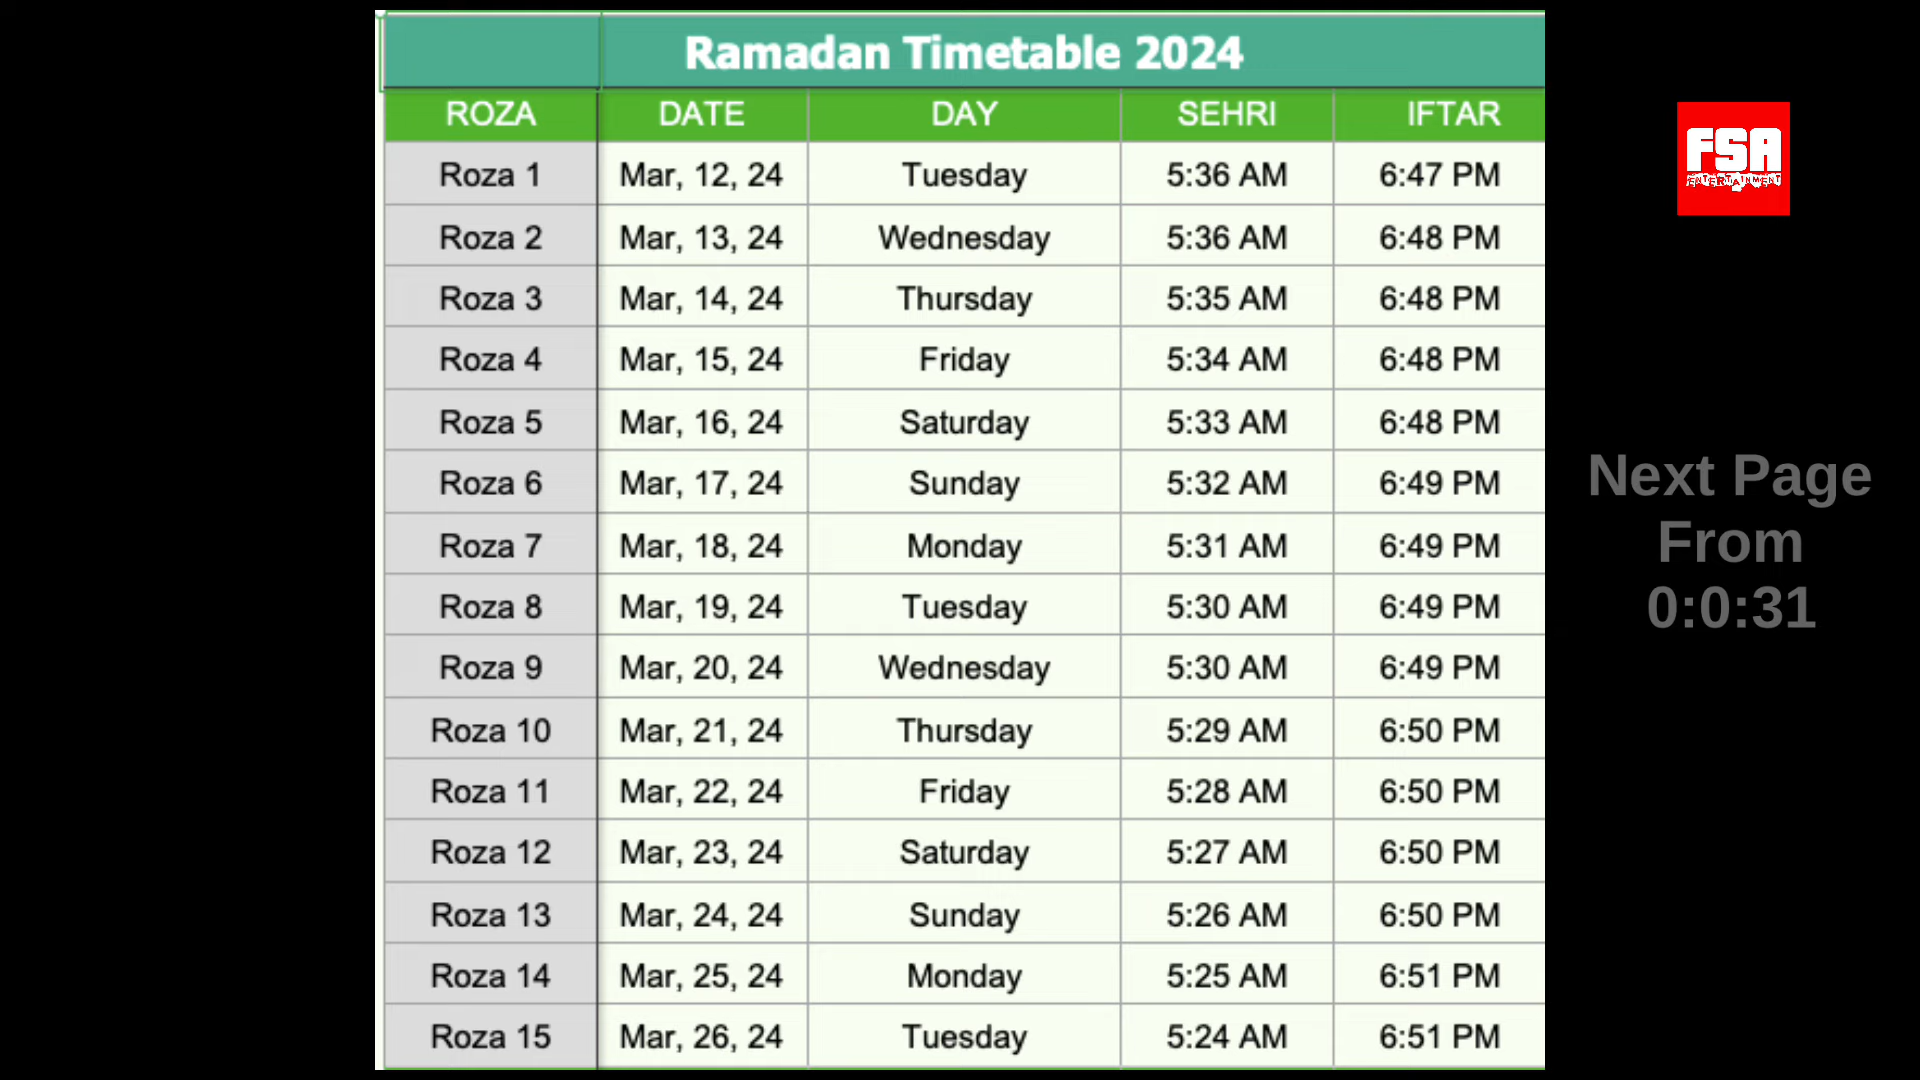 Ramadan Timetable 2024
ROZA DATE DAY SEHRI IFTAR
Roza 1 Mar, 12, 24 Tuesday 5:36 AM 6:47 PM
Roza 2 Mar, 13, 24 Wednesday 5:36 AM 6:48 PM
Roza 3 Mar, 14, 24 Thursday 5:35 AM 6:48 PM
Roza 4 Mar, 15, 24 Friday 5:34 AM 6:48 PM
Roza 5 Mar, 16, 24 Saturday 5:33 AM 6:48 PM
Roza 6 Mar, 17, 24 Sunday 5:32 AM 6:49 PM
Roza 7 Mar, 18, 24 Monday 5:31 AM 6:49 PM
Roza 8 Mar, 19, 24 Tuesday 5:30 AM 6:49 PM
Roza 9 Mar, 20, 24 Wednesday 5:30 AM 6:49 PM
Roza 10 Mar, 21, 24 Thursday 5:29 AM 6:50 PM
Roza 11 Mar, 22, 24 Friday 5:28 AM 6:50 PM
Roza 12 Mar, 23, 24 Saturday 5:27 AM 6:50 PM
Roza 13 Mar, 24, 24 Sunday 5:26 AM 6:50 PM
Roza 14 Mar, 25, 24 Monday 5:25 AM 6:51 PM
Roza 15 Mar, 26, 24 Tuesday 5:24 AM 6:51 PM
FSA
ENTERTAINMENT
Next Page
From
0:0:31